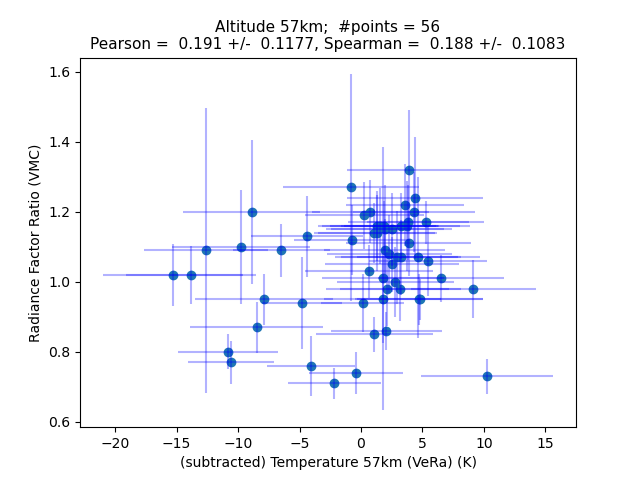 Altitude 57km;  #points = 56
Pearson =  0.191 +/-  0.1177, Spearman =  0.188 +/-  0.1083
Radiance Factor Ratio (VMC)
1.6
1.4
1.2
1.0
0.8
0.6
−20 −15 −10 −5 0 5 10 15
(subtracted) Temperature 57km (VeRa) (K)